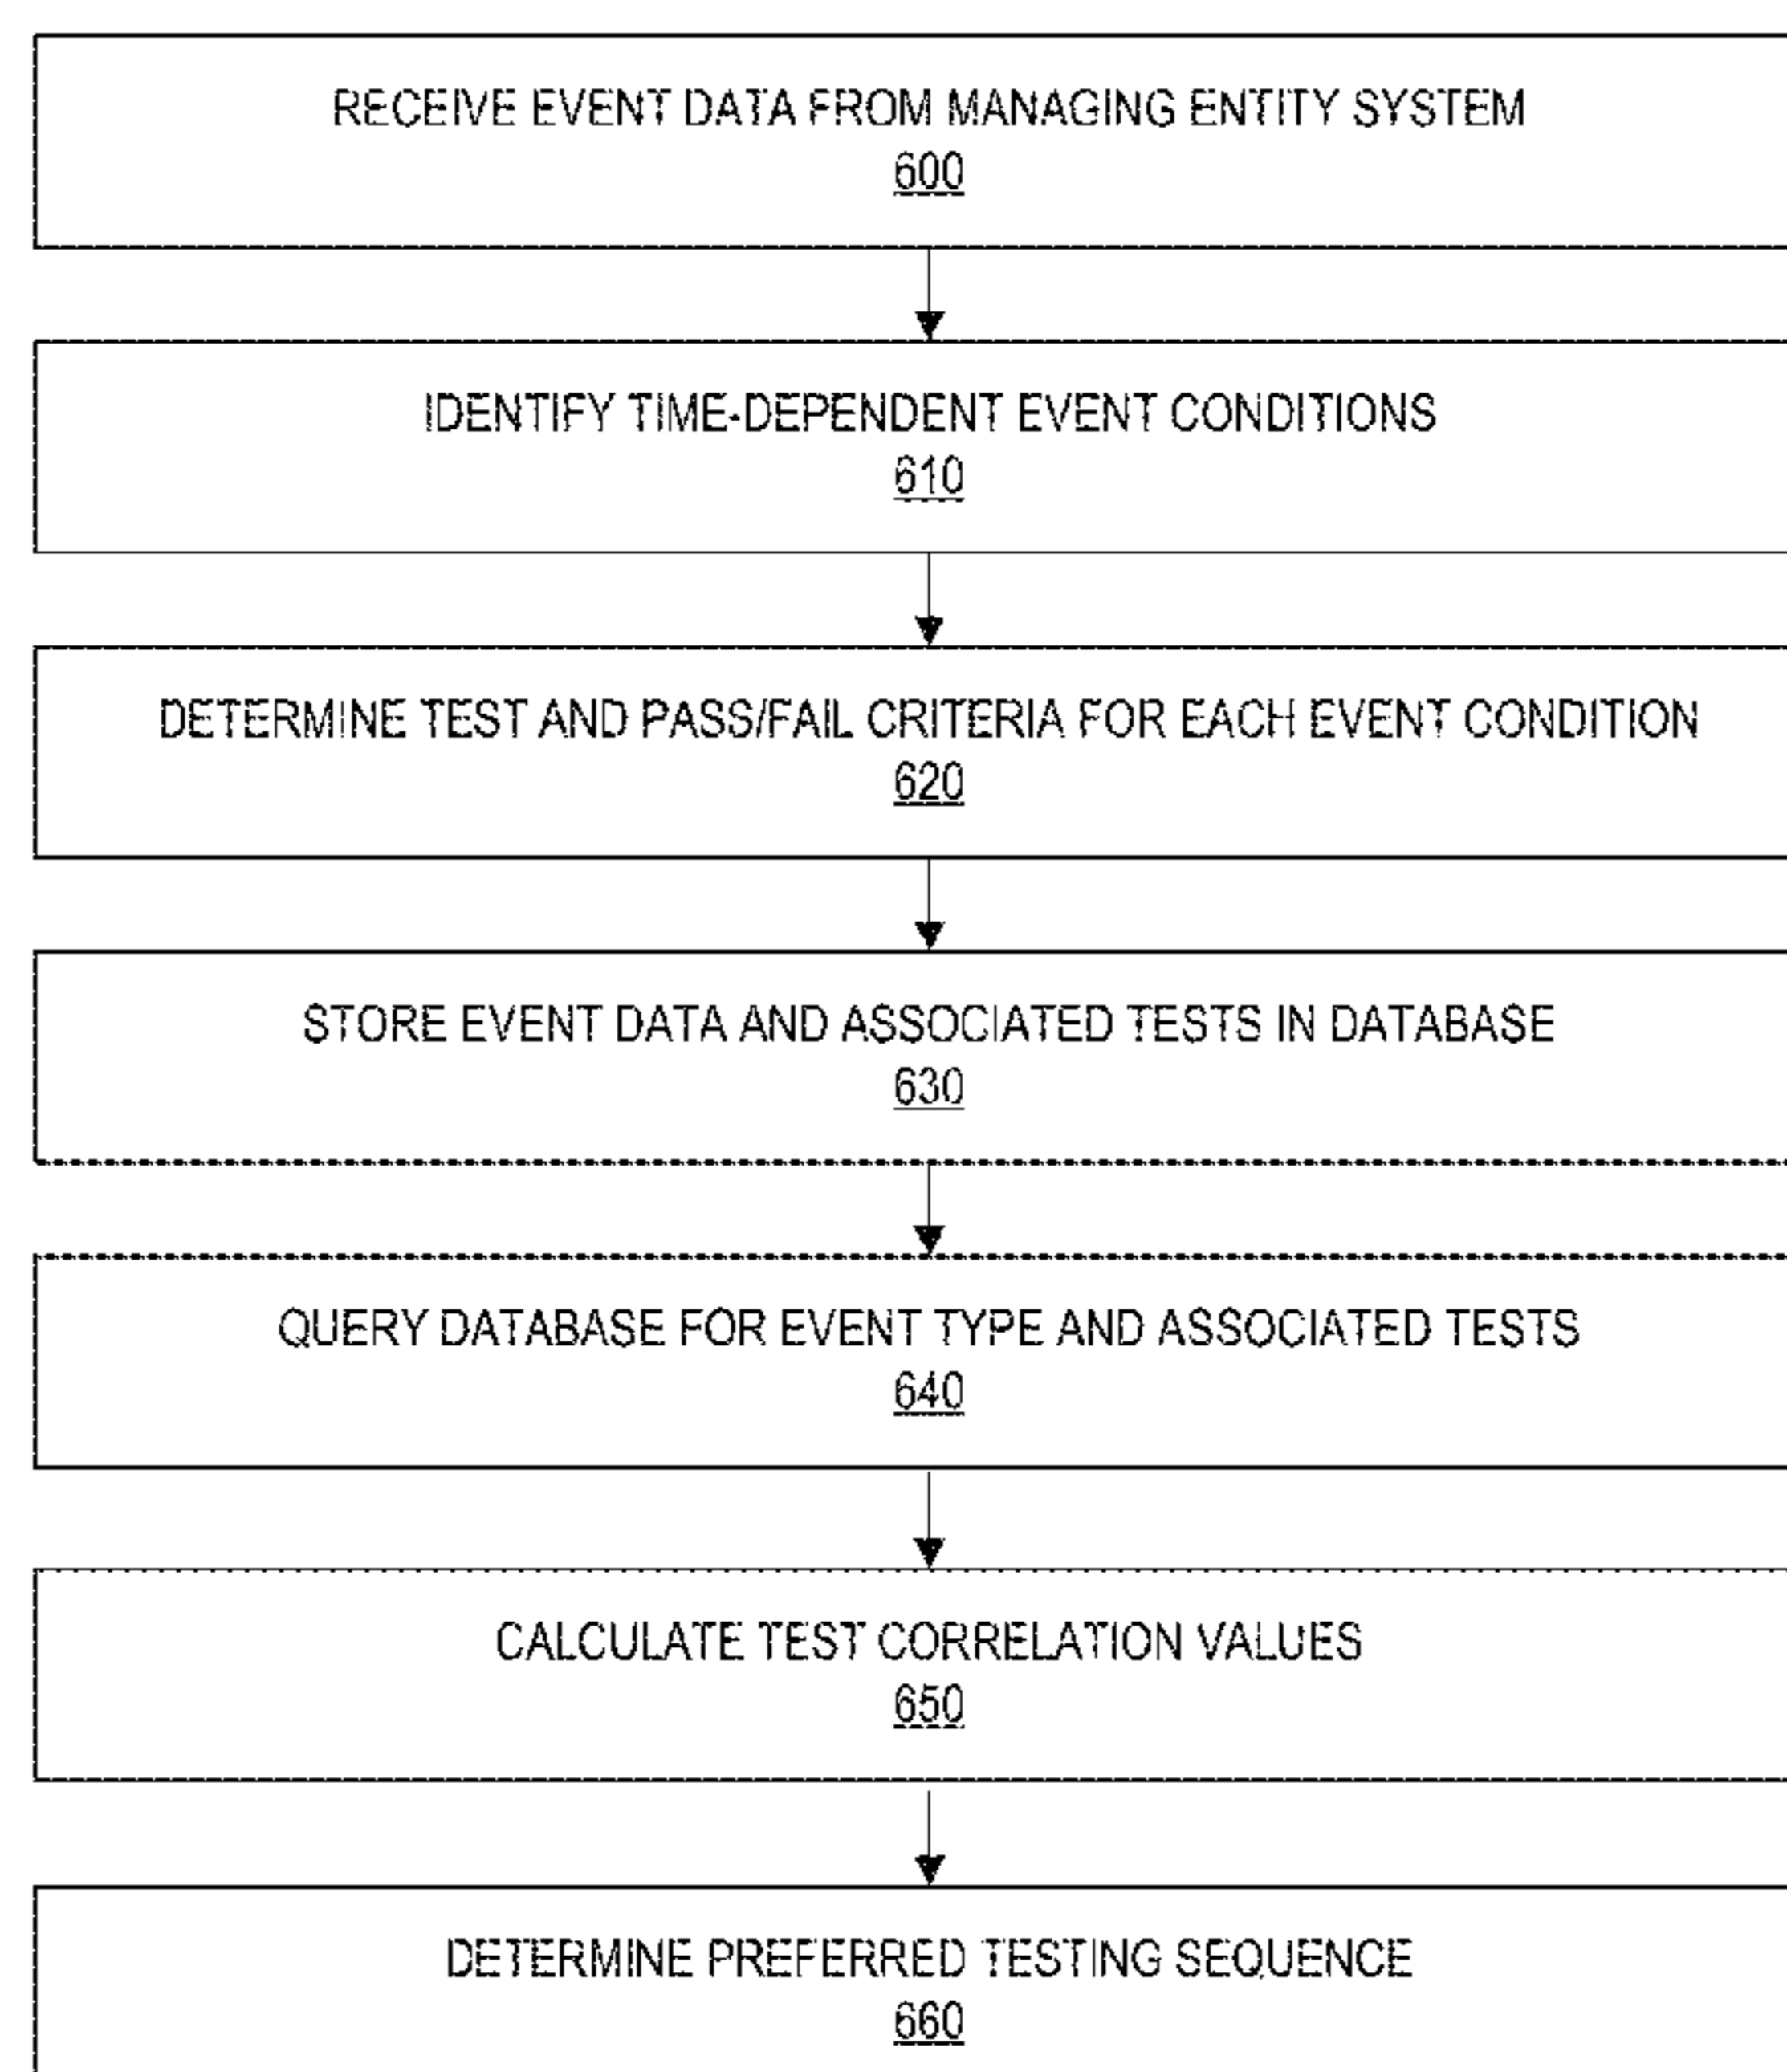 RECEIVE EVENT DATA FROM MANAGING ENTITY SYSTEM
600
IDENTIFY TIME-DEPENDENT EVENT CONDITIONS
610
DETERMINE TEST AND PASS/FAIL CRITERIA FOR EACH EVENT CONDITION
620
STORE EVENT DATA AND ASSOCIATED TESTS IN DATABASE
630
QUERY DATABASE FOR EVENT TYPE AND ASSOCIATED TESTS
640
CALCULATE TEST CORRELATION VALUES
650
DETERMINE PREFERRED TESTING SEQUENCE
660